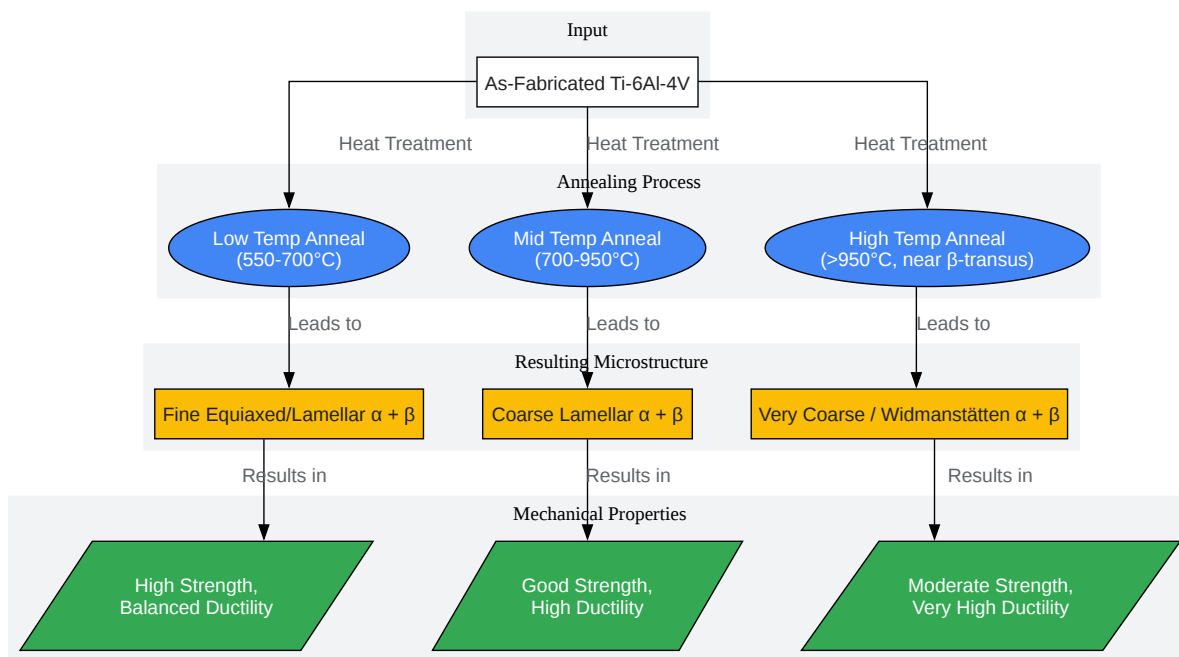 Input
As-Fabricated Ti-6Al-4V
Heat Treatment
Heat Treatment
Heat Treatment
Annealing Process
Low Temp Anneal
(550-700°C)
Mid Temp Anneal
(700-950°C)
High Temp Anneal
(>950°C, near β-transus)
Leads to
Leads to
Leads to
Resulting Microstructure
Fine Equiaxed/Lamellar α + β
Coarse Lamellar α + β
Very Coarse / Widmanstätten α + β
Results in
Results in
Results in
Mechanical Properties
High Strength,
Balanced Ductility
Good Strength,
High Ductility
Moderate Strength,
Very High Ductility